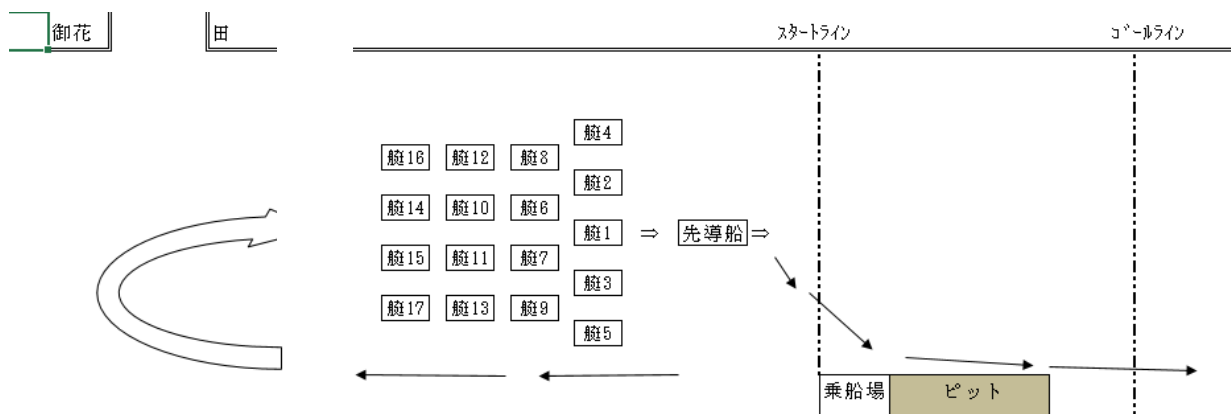 御花
田
スタートライン
ゴールライン
艇4
艇16
艇12
艇8
艇2
艇14
艇10
艇6
艇1
⇒
先導船
⇒
艇15
艇11
艇7
艇3
艇17
艇13
艇9
艇5
乗船場
ピット